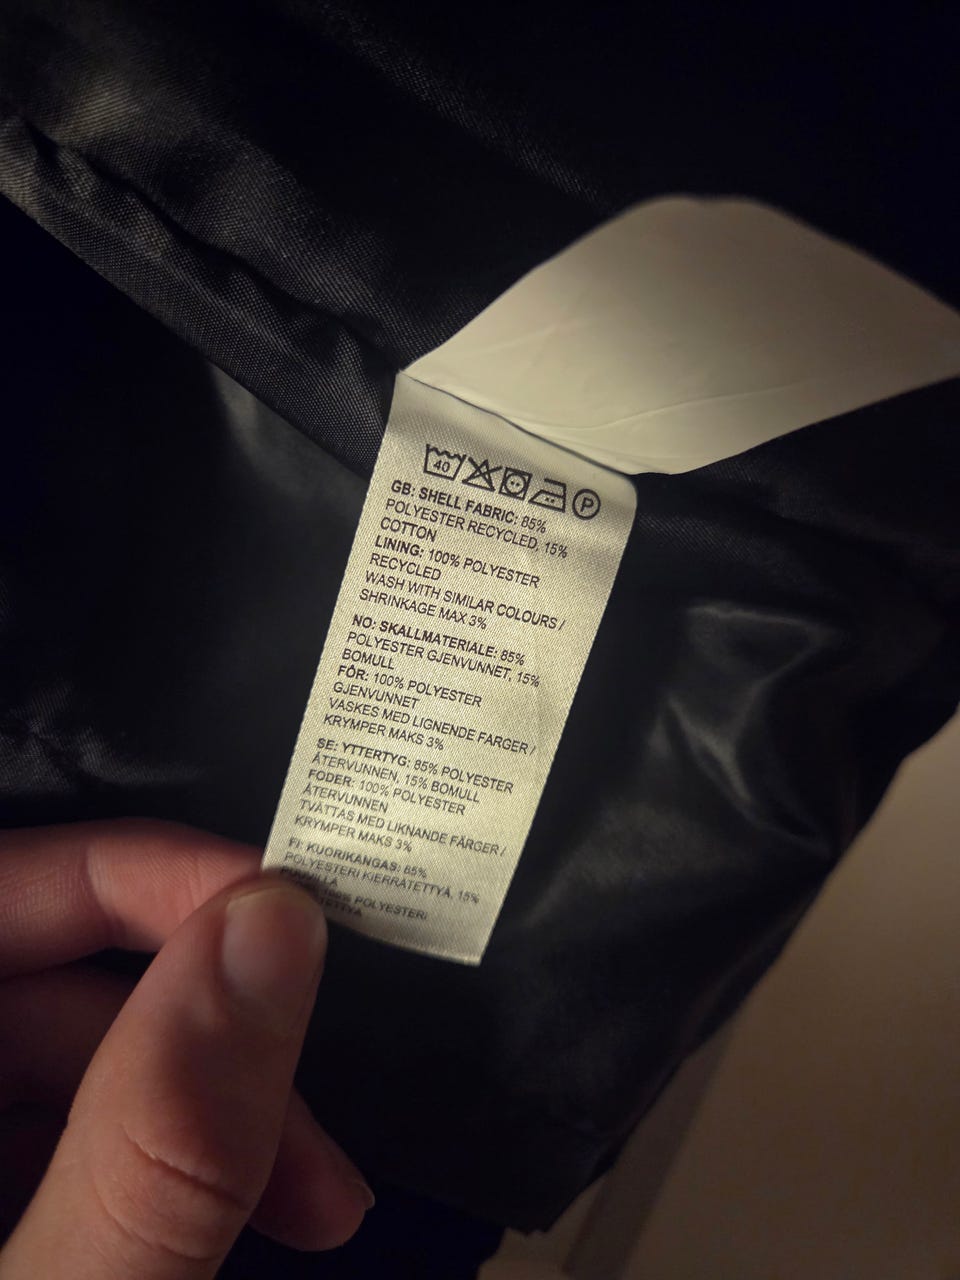 40 P
GB: SHELL FABRIC: 85%
POLYESTER RECYCLED, 15%
COTTON
LINING: 100% POLYESTER
RECYCLED
WASH WITH SIMILAR COLOURS /
SHRINKAGE MAX 3%
NO: SKALLMATERIALE: 85%
POLYESTER GJENVUNNET, 15%
BOMULL
FÔR: 100% POLYESTER
GJENVUNNET
VASKES MED LIGNENDE FARGER /
KRYMPER MAKS 3%
SE: YTTERTYG: 85% POLYESTER
ÅTERVUNNEN, 15% BOMULL
FODER: 100% POLYESTER
ÅTERVUNNEN
TVÄTTAS MED LIKNANDE FÄRGER /
KRYMPER MAKS 3%
FI: KUORIKANGAS: 85%
POLYESTERI KIERRÄTETTYÄ, 15%
POLYESTERI